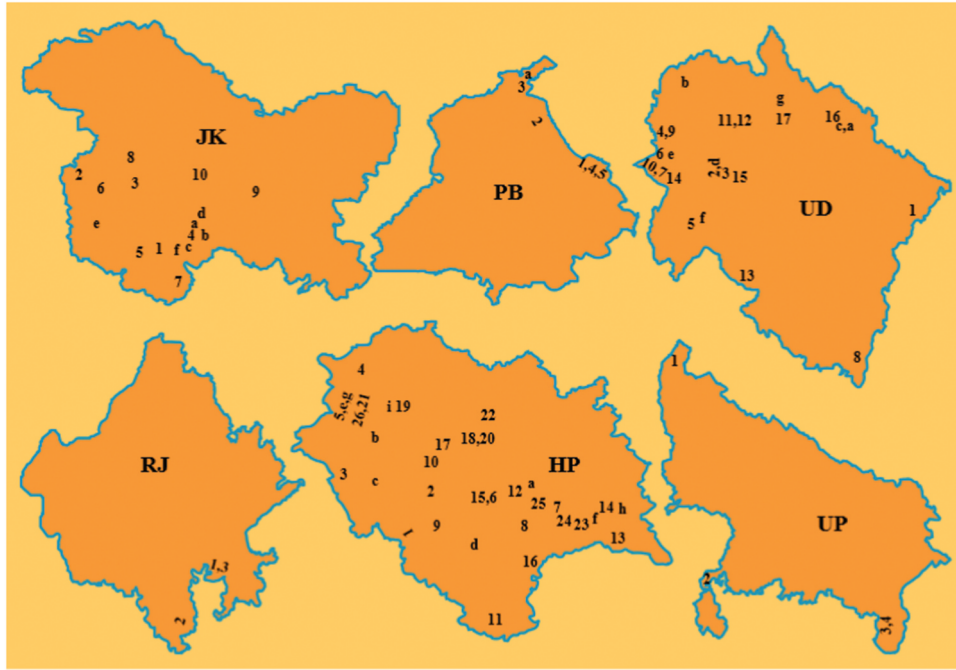 JK
8
2
3
10
6
9
e
d
a
4 b
5 1 f c
7
a
3
2
1,4,5
PB
b
g
11,12 17 16
c,a
4,9
6 e
10,7 14
2,d 3 15
UD
5 f
1
13
8
RJ
1,3
2
4
5,e,g
26,21
i 19
22
b
17 18,20
10
HP
3
c
2
15,6
12 a
25 7
14 h
24 23 f
1
9
8
d
13
16
11
1
UP
2
3,4